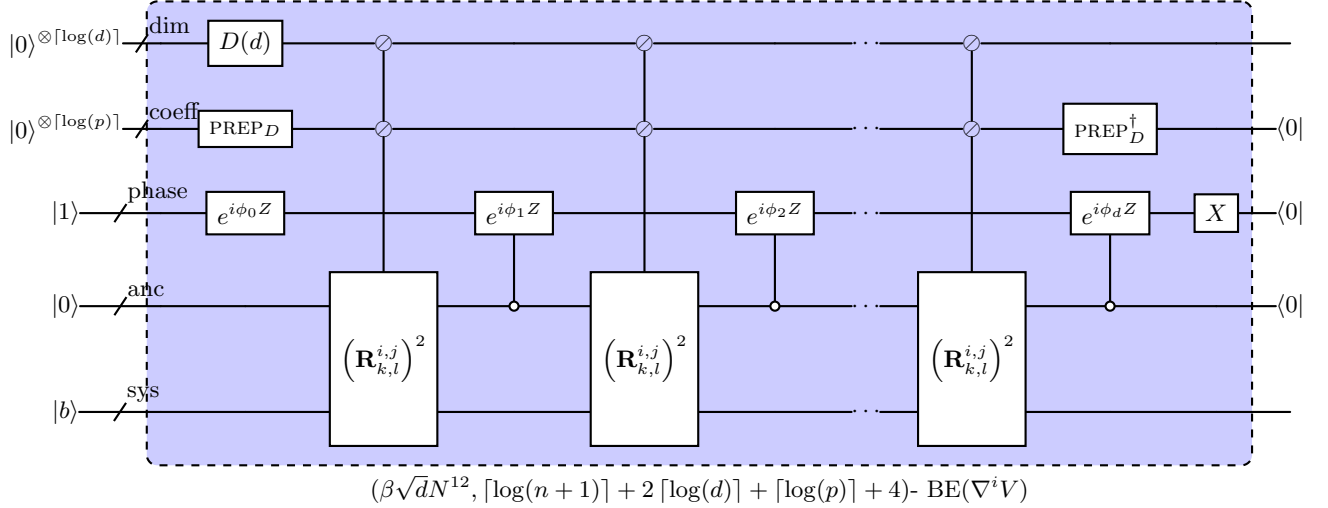 |0⟩^{⊗⌈log(d)⌉} dim D(d) · · ·
|0⟩^{⊗⌈log(p)⌉} coeff PREP_D · · · PREP_D^† ⟨0|
|1⟩ phase e^{iϕ_0 Z} e^{iϕ_1 Z} e^{iϕ_2 Z} · · · e^{iϕ_d Z} X ⟨0|
|0⟩ anc · · · ⟨0|
(R_{k,l}^{i,j})^2 (R_{k,l}^{i,j})^2 (R_{k,l}^{i,j})^2
|b⟩ sys · · ·
(β√d N^{12}, ⌈log(n + 1)⌉ + 2 ⌈log(d)⌉ + ⌈log(p)⌉ + 4)- BE(∇^i V)